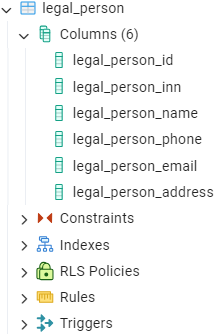 legal_person
Columns (6)
legal_person_id
legal_person_inn
legal_person_name
legal_person_phone
legal_person_email
legal_person_address
Constraints
Indexes
RLS Policies
Rules
Triggers